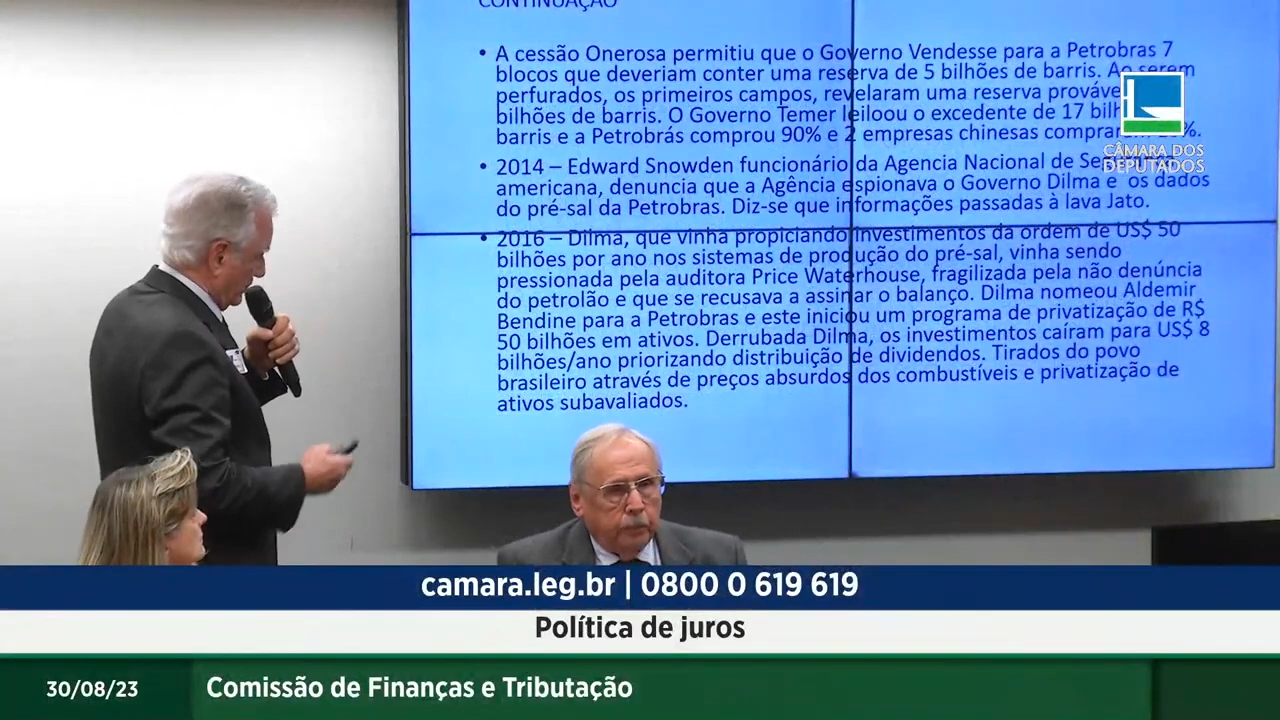 CONTINUAÇÃO
• A cessão Onerosa permitiu que o Governo Vendesse para a Petrobras 7
blocos que deveriam conter uma reserva de 5 bilhões de barris. Ao serem
perfurados, os primeiros campos, revelaram uma reserva prováve
bilhões de barris. O Governo Temer leiloou o excedente de 17 bilh
barris e a Petrobrás comprou 90% e 2 empresas chinesas
• 2014 – Edward Snowden funcionário da Agencia Nacional de
americana, denuncia que a Agência espionava o Governo Dilma e os dados
do pré-sal da Petrobras. Diz-se que informações passadas à lava Jato.
• 2016 – Dilma, que vinha propiciando investimentos da ordem de US$ 50
bilhões por ano nos sistemas de produção do pré-sal, vinha sendo
pressionada pela auditora Price Waterhouse, fragilizada pela não denúncia
do petrolão e que se recusava a assinar o balanço. Dilma nomeou Aldemir
Bendine para a Petrobras e este iniciou um programa de privatização de R$
50 bilhões em ativos. Derrubada Dilma, os investimentos caíram para US$ 8
bilhões/ano priorizando distribuição de dividendos. Tirados do povo
brasileiro através de preços absurdos dos combustíveis e privatização de
ativos subavaliados.
CÂMARA DOS
DEPUTADOS
camara.leg.br | 0800 0 619 619
Política de juros
30/08/23
Comissão de Finanças e Tributação